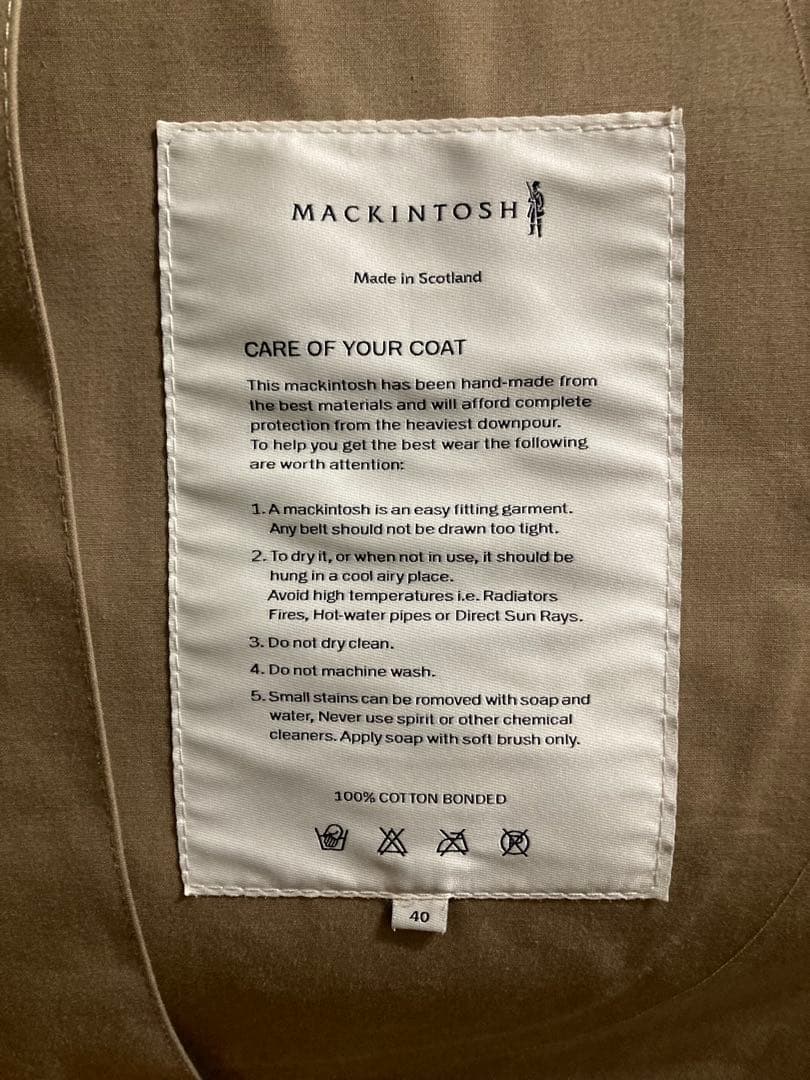 MACKINTOSH
Made in Scotland
CARE OF YOUR COAT
This mackintosh has been hand-made from
the best materials and will afford complete
protection from the heaviest downpour.
To help you get the best wear the following
are worth attention:
1. A mackintosh is an easy fitting garment.
Any belt should not be drawn too tight.
2. To dry it, or when not in use, it should be
hung in a cool airy place.
Avoid high temperatures i.e. Radiators
Fires, Hot-water pipes or Direct Sun Rays.
3. Do not dry clean.
4. Do not machine wash.
5. Small stains can be romoved with soap and
water, Never use spirit or other chemical
cleaners. Apply soap with soft brush only.
100% COTTON BONDED
P
40